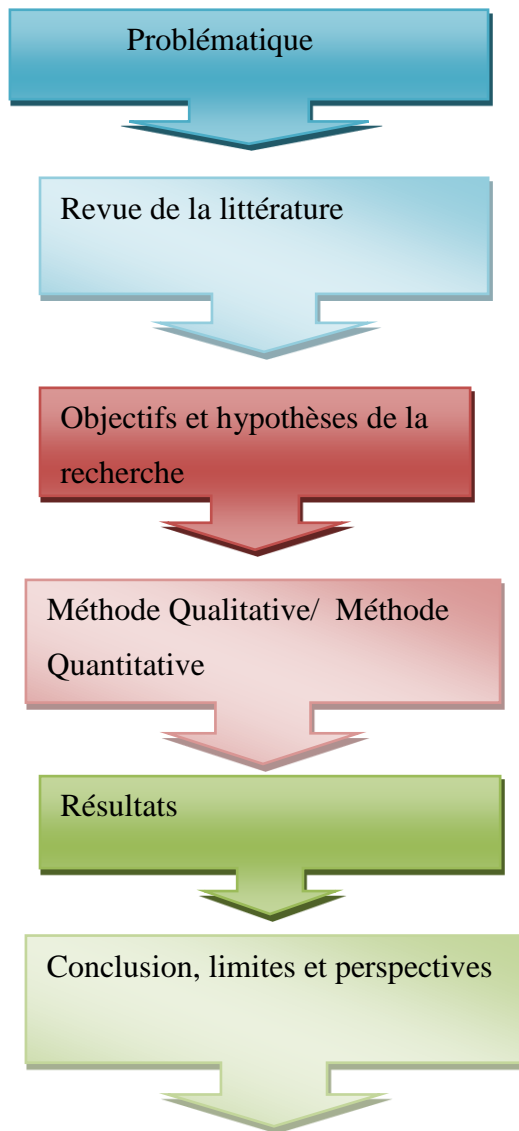 Problématique
Revue de la littérature
Objectifs et hypothèses de la
recherche
Méthode Qualitative/ Méthode
Quantitative
Résultats
Conclusion, limites et perspectives